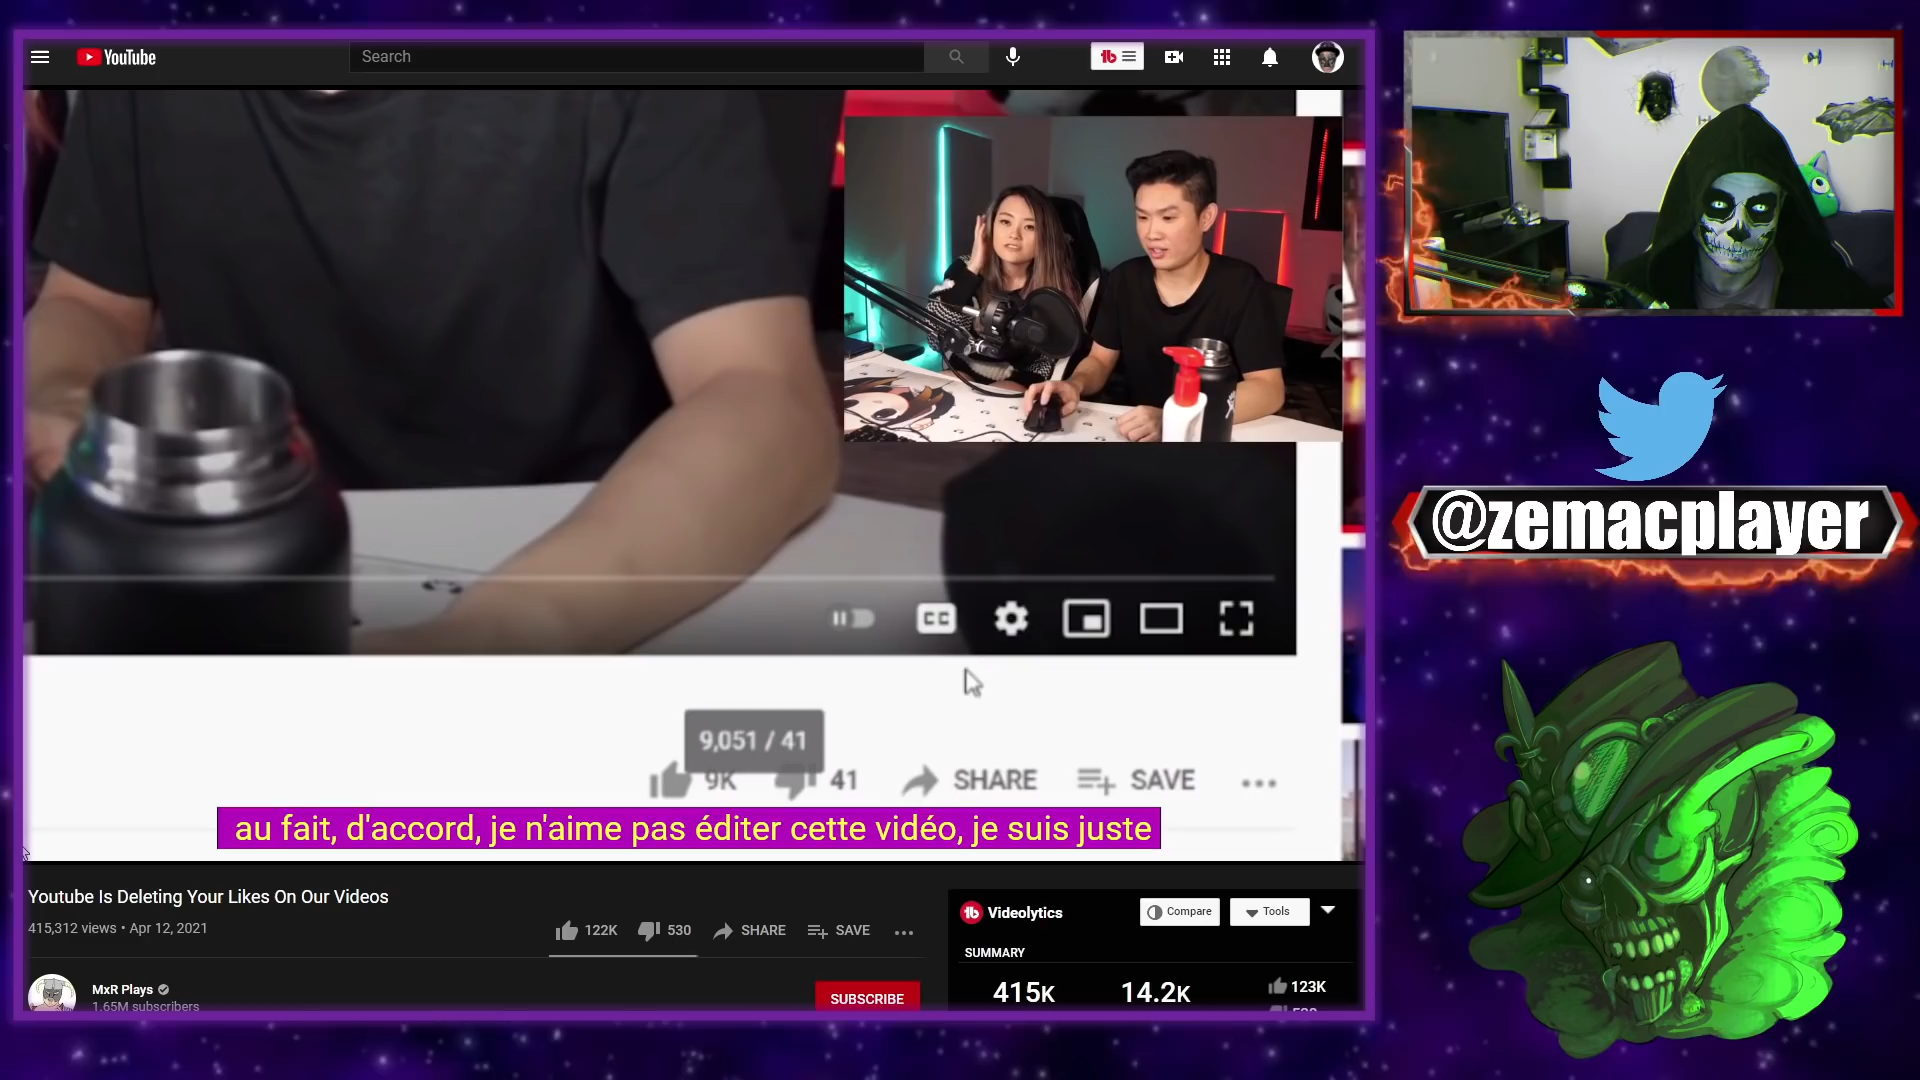 YouTube
Search
9,051 / 41
9K
41
SHARE
SAVE
au fait, d'accord, je n'aime pas éditer cette vidéo, je suis juste
Youtube Is Deleting Your Likes On Our Videos
415,312 views • Apr 12, 2021
122K
530
SHARE
SAVE
MxR Plays
1.65M subscribers
SUBSCRIBE
Videolytics
Compare
Tools
SUMMARY
415K
14.2K
123K
@zemacplayer